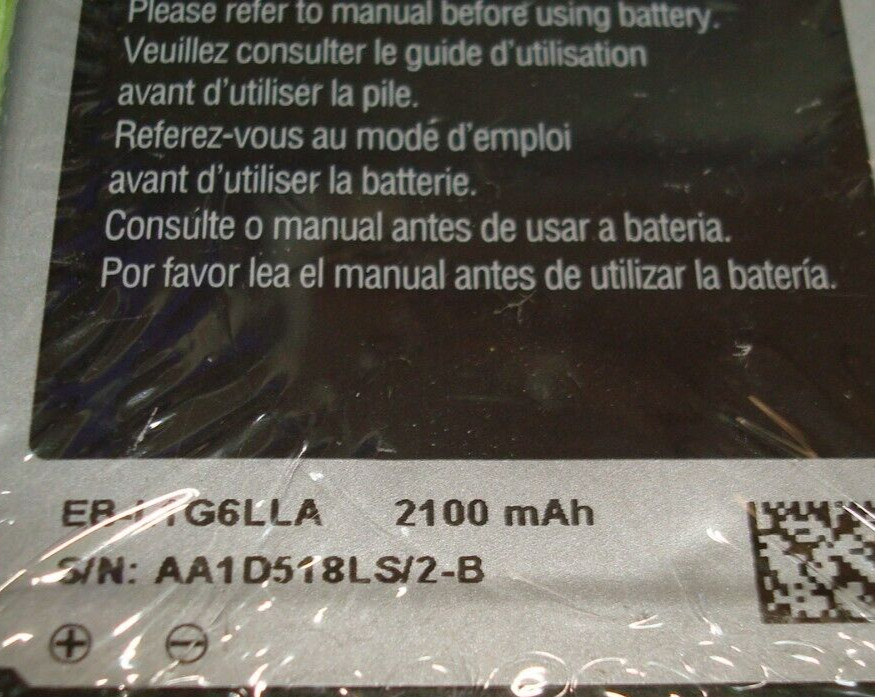 Please refer to manual before using battery.
Veuillez consulter le guide d'utilisation
avant d'utiliser la pile.
Referez-vous au mode d'emploi
avant d'utiliser la batterie.
Consulte o manual antes de usar a bateria.
Por favor lea el manual antes de utilizar la batería.
2100 mAh
S/N: AA1D518LS/2-B